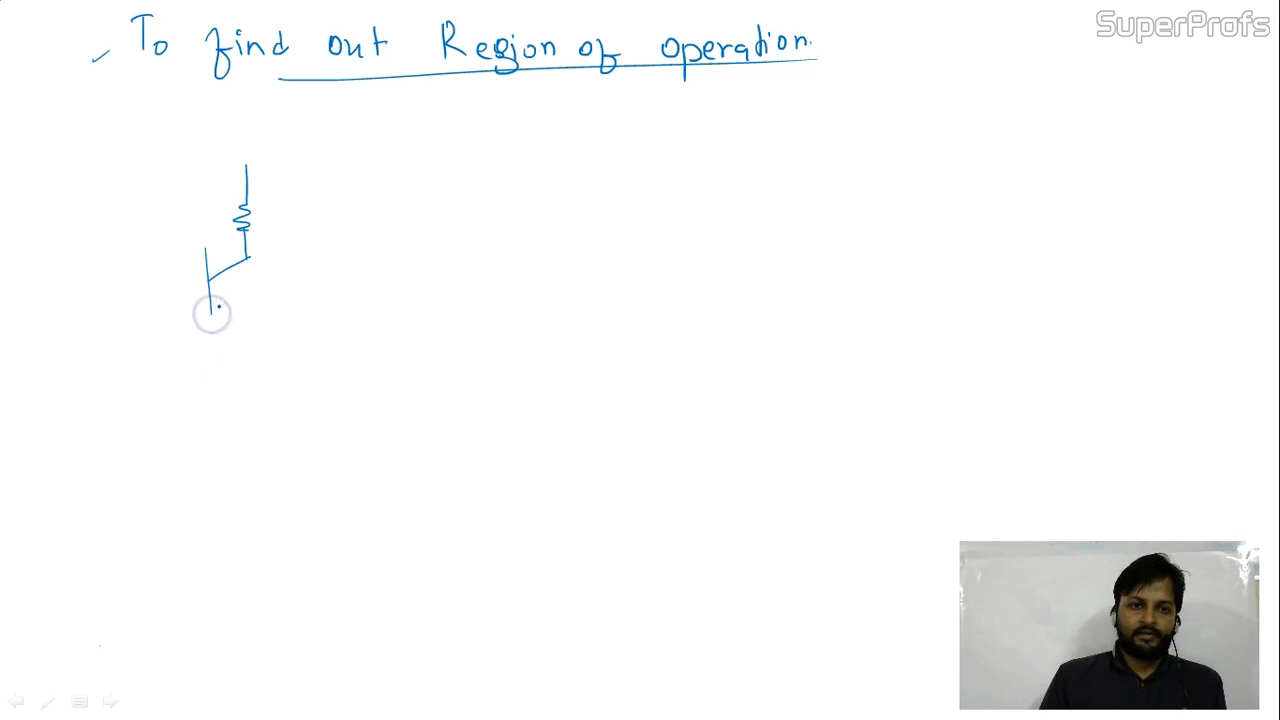 SuperProfs
To find out Region of operation.